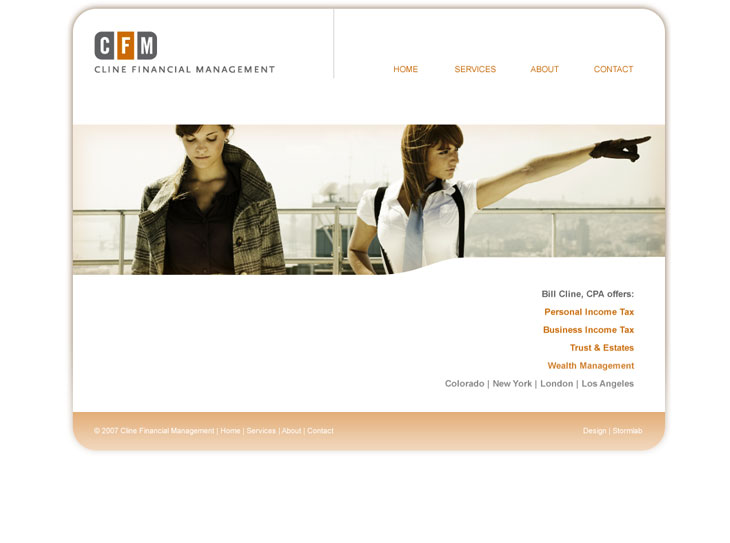 CFM
CLINE FINANCIAL MANAGEMENT
HOME SERVICES ABOUT CONTACT
Bill Cline, CPA offers:
Personal Income Tax
Business Income Tax
Trust & Estates
Wealth Management
Colorado | New York | London | Los Angeles
© 2007 Cline Financial Management | Home | Services | About | Contact
Design | Stormlab